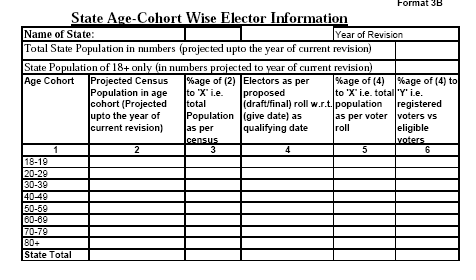 Format 3B
State Age-Cohort Wise Elector Information
Name of State: Year of Revision
Total State Population in numbers (projected upto the year of current revision)
State Population of 18+ only (in numbers projected to year of current revision)
Age Cohort Projected Census %age of (2) Electors as per %age of (4) %age of (4) to
Population in age to 'X' i.e. proposed to 'X' i.e. total 'Y' i.e.
cohort (Projected total (draft/final) roll w.r.t. population registered
upto the year of Population (give date) as as per voter voters vs
current revision) as per qualifying date roll eligible
census voters
1 2 3 4 5 6
18-19
20-29
30-39
40-49
50-59
60-69
70-79
80+
State Total